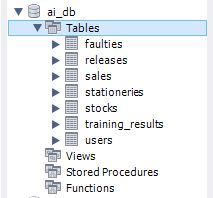 ai_db
Tables
faulties
releases
sales
stationeries
stocks
training_results
users
Views
Stored Procedures
Functions